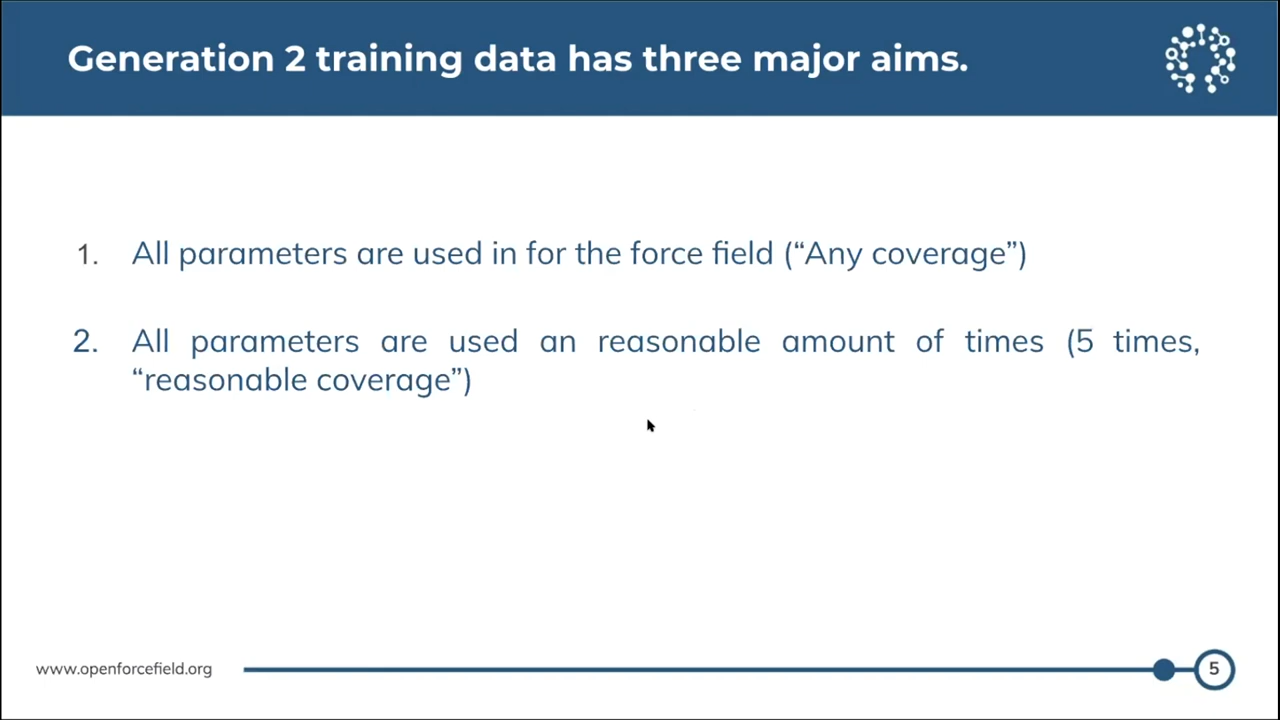 Generation 2 training data has three major aims.
1. All parameters are used in for the force field (“Any coverage”)
2. All parameters are used an reasonable amount of times (5 times,
“reasonable coverage”)
www.openforcefield.org
5